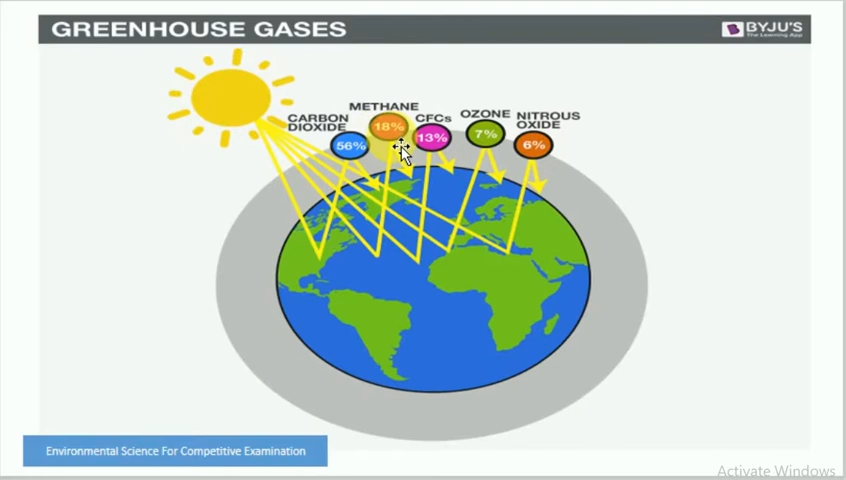 GREENHOUSE GASES
BYJU'S
The Learning App
METHANE
CARBON
DIOXIDE
CFCs
OZONE
NITROUS
OXIDE
56%
18%
13%
7%
6%
Environmental Science For Competitive Examination
Activate Windows